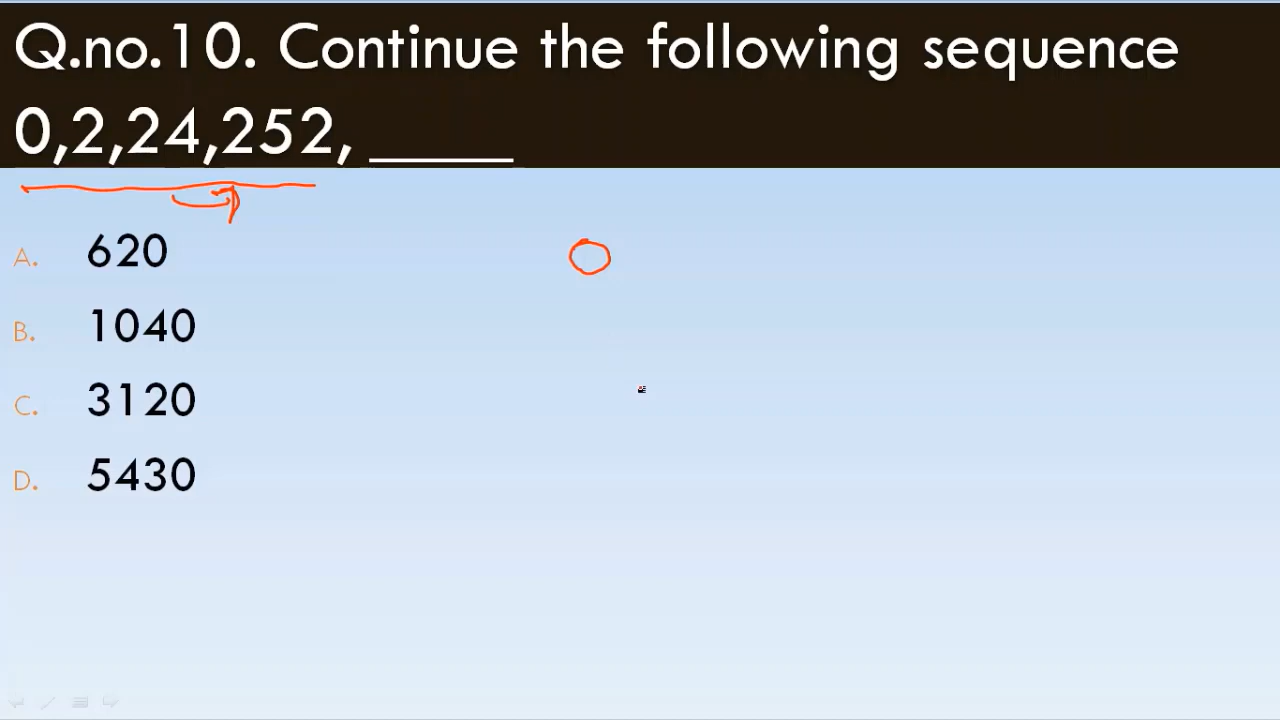 Q.no.10. Continue the following sequence
0,2,24,252, _____
A. 620
B. 1040
C. 3120
D. 5430